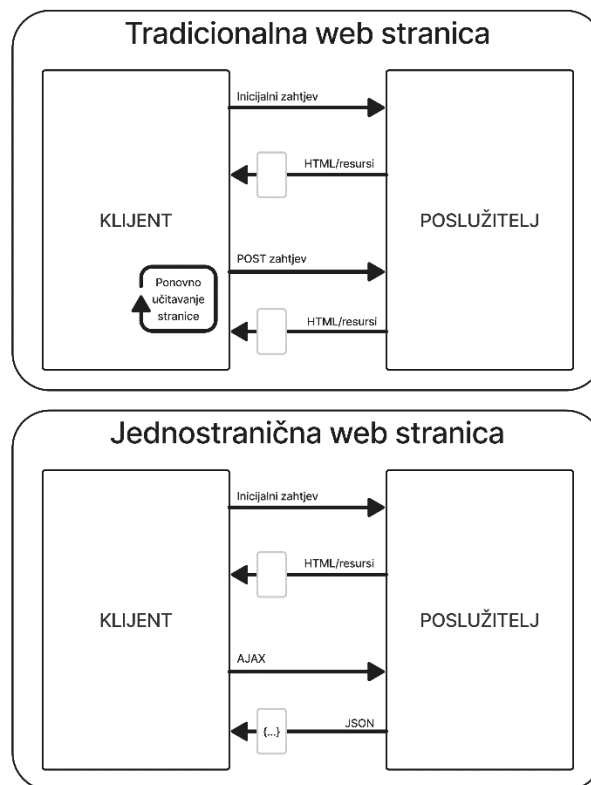 Tradicionalna web stranica
Inicijalni zahtjev
HTML/resursi
KLIJENT
POSLUŽITELJ
POST zahtjev
Ponovno
učitavanje
stranice
HTML/resursi
Jednostranična web stranica
Inicijalni zahtjev
HTML/resursi
KLIJENT
POSLUŽITELJ
AJAX
JSON
{...}